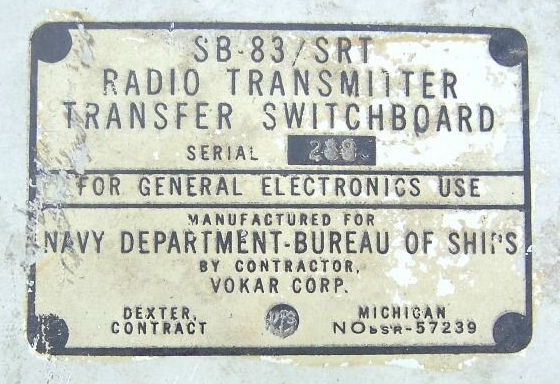 SB-83/SRT
RADIO TRANSMITTER
TRANSFER SWITCHBOARD
SERIAL
FOR GENERAL ELECTRONICS USE
MANUFACTURED FOR
NAVY DEPARTMENT-BUREAU OF SHIPS
BY CONTRACTOR,
VOKAR CORP.
DEXTER, MICHIGAN
CONTRACT NObsr-57239